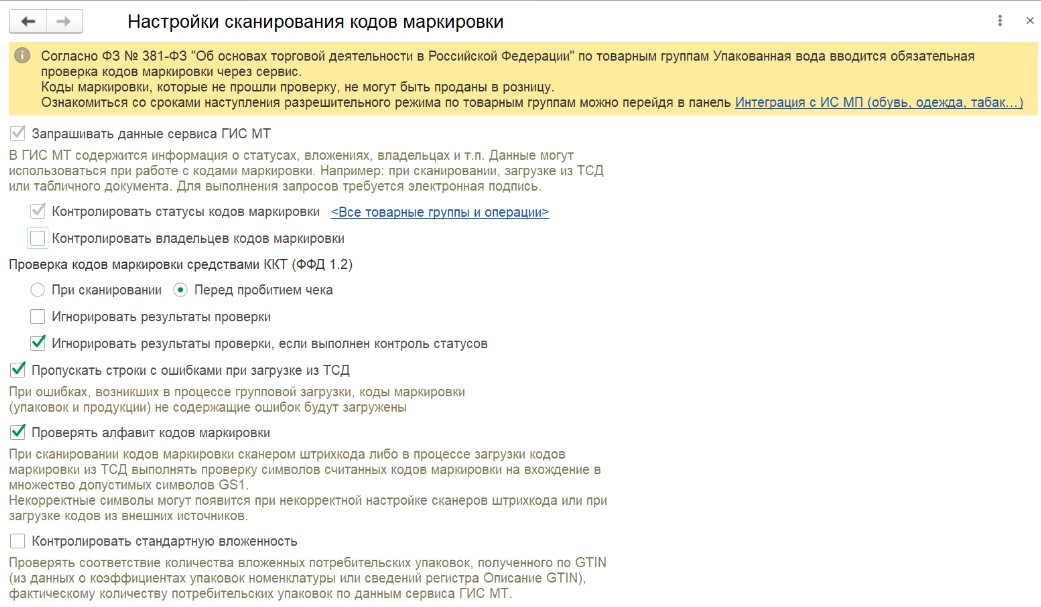 Настройки сканирования кодов маркировки
Согласно ФЗ № 381-ФЗ "Об основах торговой деятельности в Российской Федерации" по товарным группам Упакованная вода вводится обязательная
проверка кодов маркировки через сервис.
Коды маркировки, которые не прошли проверку, не могут быть проданы в розницу.
Ознакомиться со сроками наступления разрешительного режима по товарным группам можно перейдя в панель Интеграция с ИС МП (обувь, одежда, табак…)
Запрашивать данные сервиса ГИС МТ
В ГИС МТ содержится информация о статусах, вложениях, владельцах и т.п. Данные могут
использоваться при работе с кодами маркировки. Например: при сканировании, загрузке из ТСД
или табличного документа. Для выполнения запросов требуется электронная подпись.
Контролировать статусы кодов маркировки <Все товарные группы и операции>
Контролировать владельцев кодов маркировки
Проверка кодов маркировки средствами ККТ (ФФД 1.2)
При сканировании Перед пробитием чека
Игнорировать результаты проверки
Игнорировать результаты проверки, если выполнен контроль статусов
Пропускать строки с ошибками при загрузке из ТСД
При ошибках, возникших в процессе групповой загрузки, коды маркировки
(упаковок и продукции) не содержащие ошибок будут загружены
Проверять алфавит кодов маркировки
При сканировании кодов маркировки сканером штрихкода либо в процессе загрузки кодов
маркировки из ТСД выполнять проверку символов считанных кодов маркировки на вхождение в
множество допустимых символов GS1.
Некорректные символы могут появится при некорректной настройке сканеров штрихкода или при
загрузке кодов из внешних источников.
Контролировать стандартную вложенность
Проверять соответствие количества вложенных потребительских упаковок, полученного по GTIN
(из данных о коэффициентах упаковок номенклатуры или сведений регистра Описание GTIN),
фактическому количеству потребительских упаковок по данным сервиса ГИС МТ.